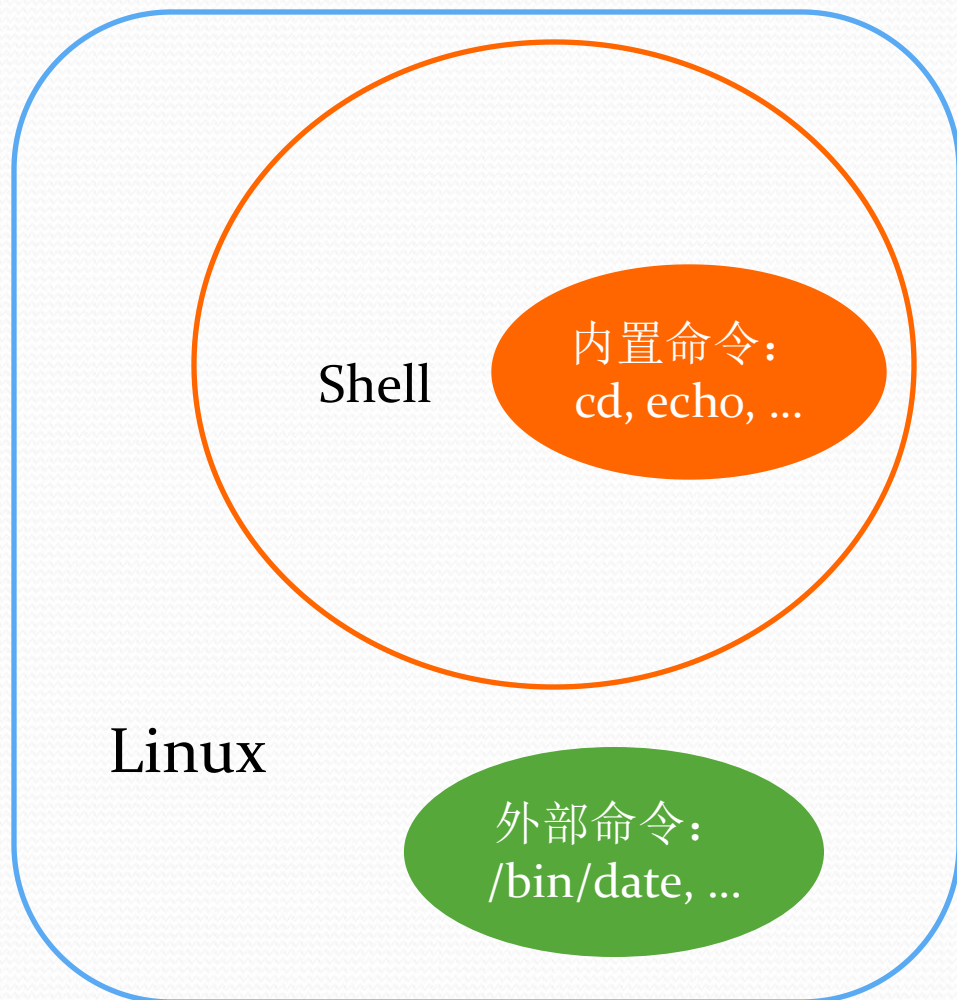 内置命令：
Shell
cd, echo, ...
Linux
外部命令：
/bin/date, ...